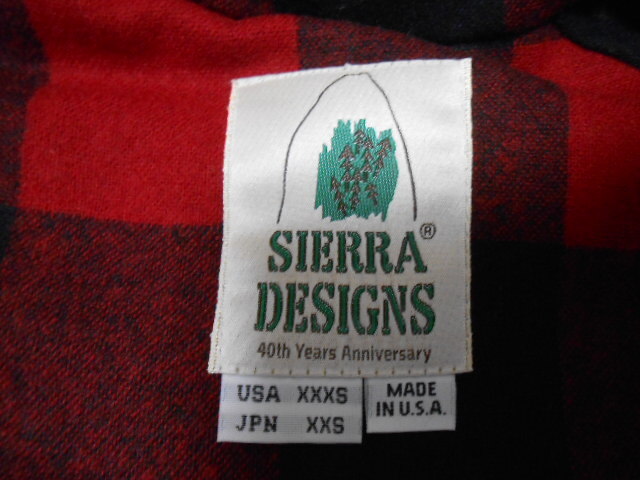 SIERRA®
DESIGNS
40th Years Anniversary
USA XXXS
JPN XXS
MADE
IN U.S.A.